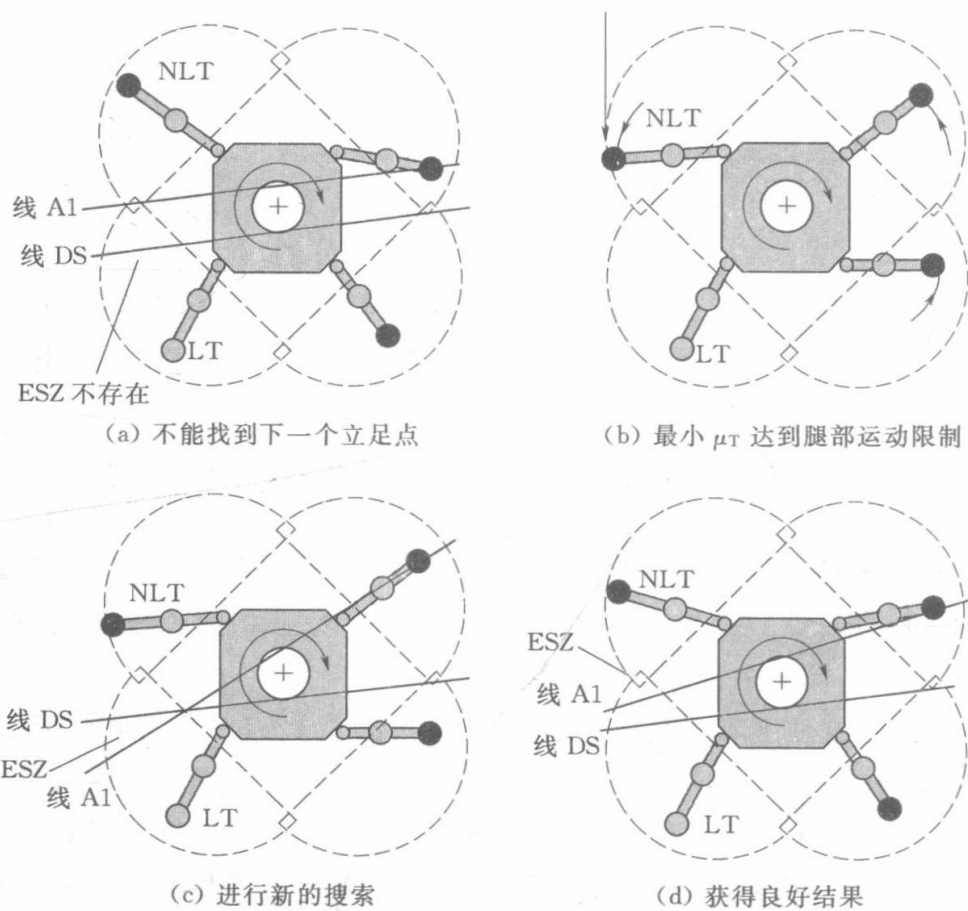 NLT
线 A1
线 DS
LT
ESZ 不存在
(a) 不能找到下一个立足点
NLT
LT
(b) 最小 μT 达到腿部运动限制
NLT
线 DS
ESZ
线 A1
LT
(c) 进行新的搜索
NLT
ESZ
线 A1
线 DS
LT
(d) 获得良好结果